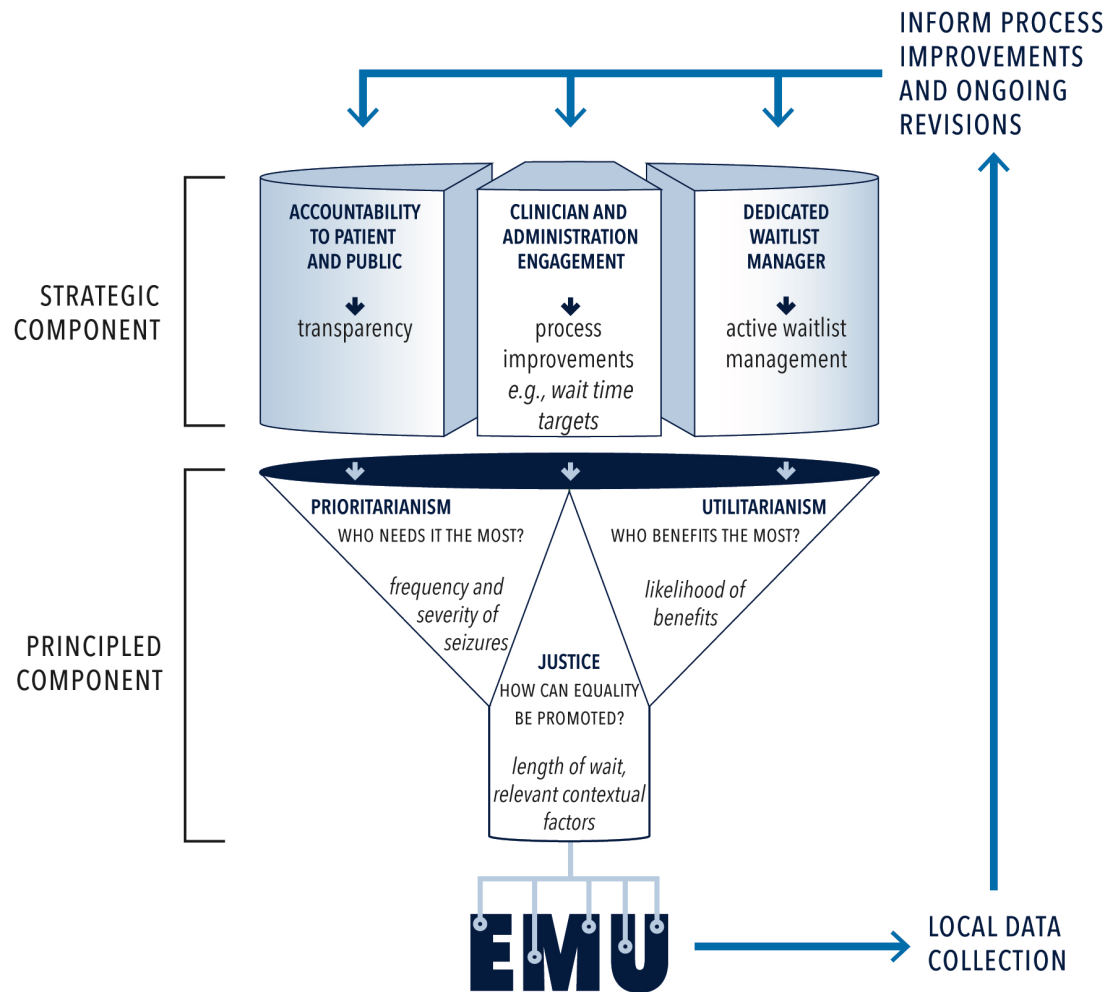 INFORM PROCESS
IMPROVEMENTS
AND ONGOING
REVISIONS
STRATEGIC
COMPONENT
ACCOUNTABILITY
TO PATIENT
AND PUBLIC
transparency
CLINICIAN AND
ADMINISTRATION
ENGAGEMENT
process
improvements
e.g., wait time
targets
DEDICATED
WAITLIST
MANAGER
active waitlist
management
PRINCIPLED
COMPONENT
PRIORITARIANISM
WHO NEEDS IT THE MOST?
frequency and
severity of
seizures
UTILITARIANISM
WHO BENEFITS THE MOST?
likelihood of
benefits
JUSTICE
HOW CAN EQUALITY
BE PROMOTED?
length of wait,
relevant contextual
factors
EMU
LOCAL DATA
COLLECTION